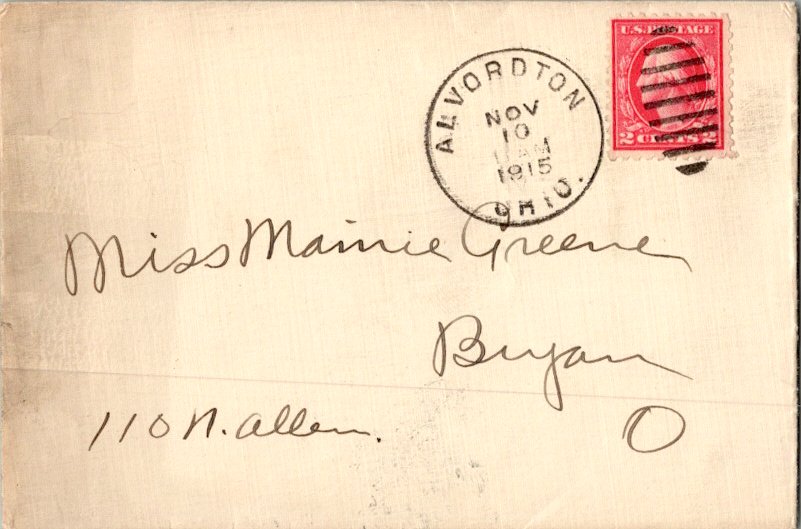 U.S. POSTAGE
2 CENTS 2
ALVORDTON
NOV
10
11 AM
1915
OHIO.
Miss Mamie Greene
Bryan
110 N. Allen.
O